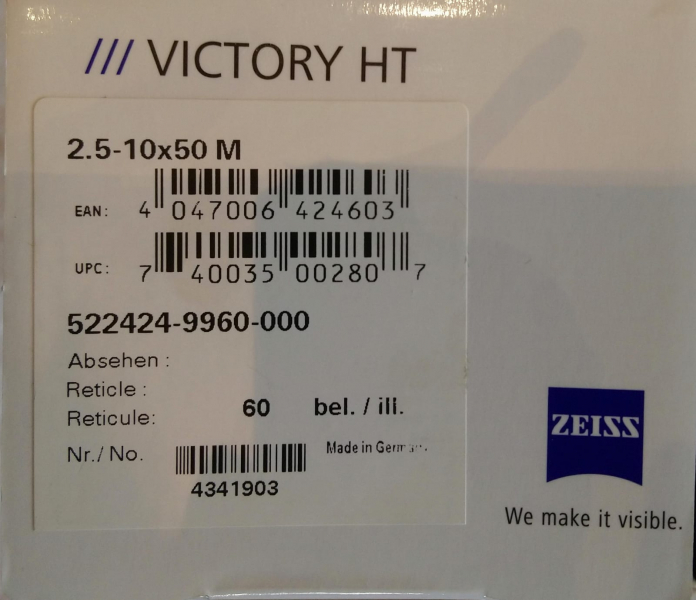 /// VICTORY HT
2.5-10x50 M
EAN: 4 047006 424603
UPC: 7 40035 00280 7
522424-9960-000
Absehen :
Reticle :
Reticule: 60 bel. / ill.
Nr./ No. Made in Germany
4341903
ZEISS
We make it visible.